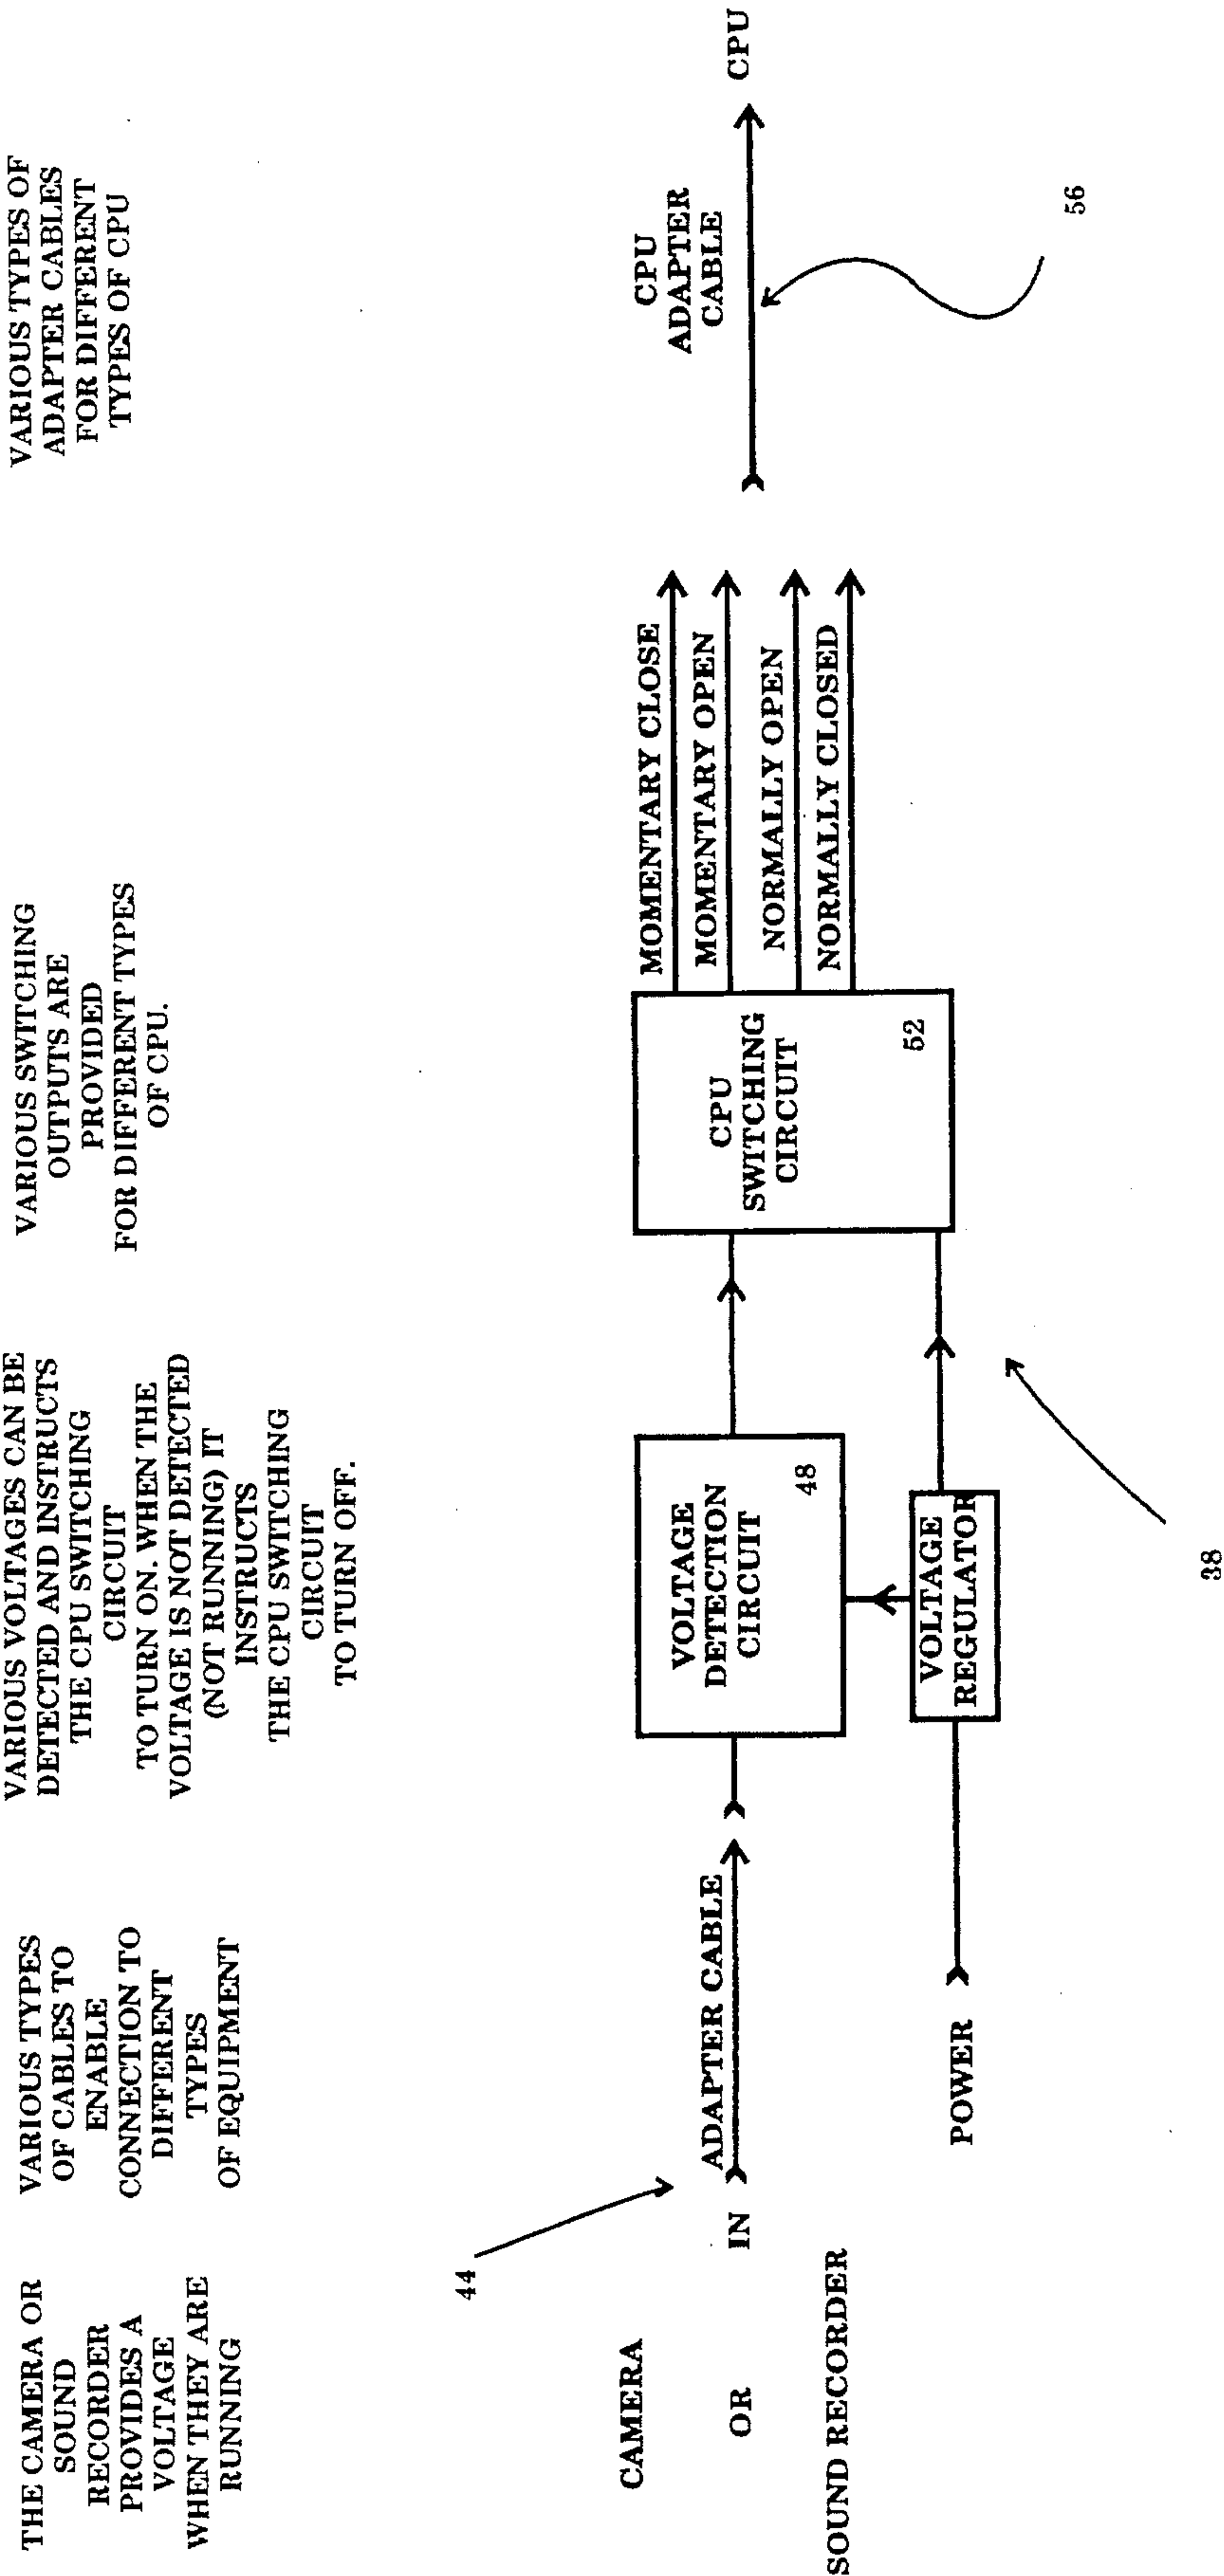 THE CAMERA OR
SOUND
RECORDER
PROVIDES A
VOLTAGE
WHEN THEY ARE
RUNNING
VARIOUS TYPES
OF CABLES TO
ENABLE
CONNECTION TO
DIFFERENT
TYPES
OF EQUIPMENT
VARIOUS VOLTAGES CAN BE
DETECTED AND INSTRUCTS
THE CPU SWITCHING
CIRCUIT
TO TURN ON. WHEN THE
VOLTAGE IS NOT DETECTED
(NOT RUNNING) IT
INSTRUCTS
THE CPU SWITCHING
CIRCUIT
TO TURN OFF.
VARIOUS SWITCHING
OUTPUTS ARE
PROVIDED
FOR DIFFERENT TYPES
OF CPU.
VARIOUS TYPES OF
ADAPTER CABLES
FOR DIFFERENT
TYPES OF CPU
44
CAMERA
OR
SOUND RECORDER
IN
ADAPTER CABLE
POWER
VOLTAGE
DETECTION
CIRCUIT
48
VOLTAGE
REGULATOR
38
CPU
SWITCHING
CIRCUIT
52
MOMENTARY CLOSE
MOMENTARY OPEN
NORMALLY OPEN
NORMALLY CLOSED
CPU
ADAPTER
CABLE
CPU
56